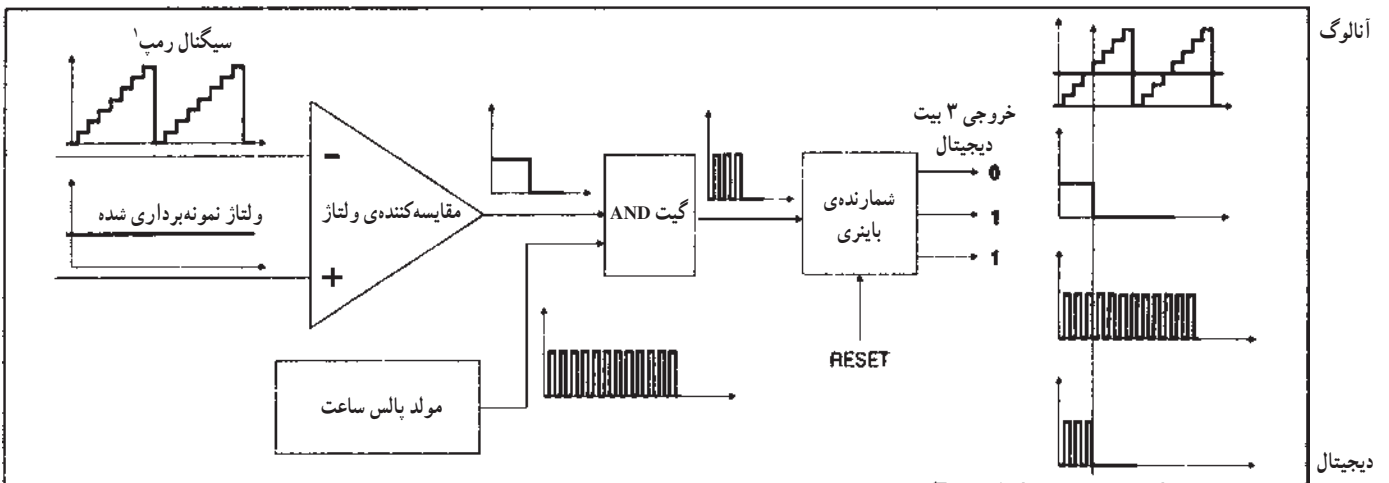 آنالوگ
سیگنال رمپ۱
خروجی ۳ بیت
دیجیتال
−
0
مقایسه‌کننده‌ی ولتاژ
گیت AND
شمارنده‌ی
باینری
1
ولتاژ نمونه‌برداری شده
+
1
RESET
مولد پالس ساعت
دیجیتال